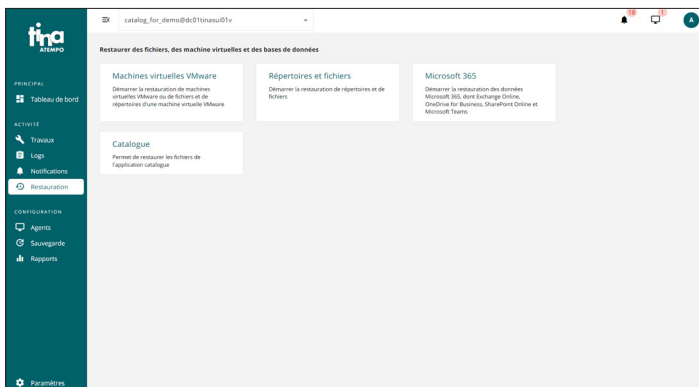 tina
ATEMPO
catalog_for_demo@dc01tinasui01v
18
1
A
Restaurer des fichiers, des machine virtuelles et des bases de données
PRINCIPAL
Tableau de bord
ACTIVITÉ
Travaux
Logs
Notifications
Restauration
CONFIGURATION
Agents
Sauvegarde
Rapports
Paramètres
Machines virtuelles VMware
Démarrer la restauration de machines
virtuelles VMware ou de fichiers et de
répertoires d'une machine virtuelle VMware
Répertoires et fichiers
Démarrer la restauration de répertoires et de
fichiers
Microsoft 365
Démarrer la restauration des données
Microsoft 365, dont Exchange Online,
OneDrive for Business, SharePoint Online et
Microsoft Teams
Catalogue
Permet de restaurer les fichiers de
l'application catalogue